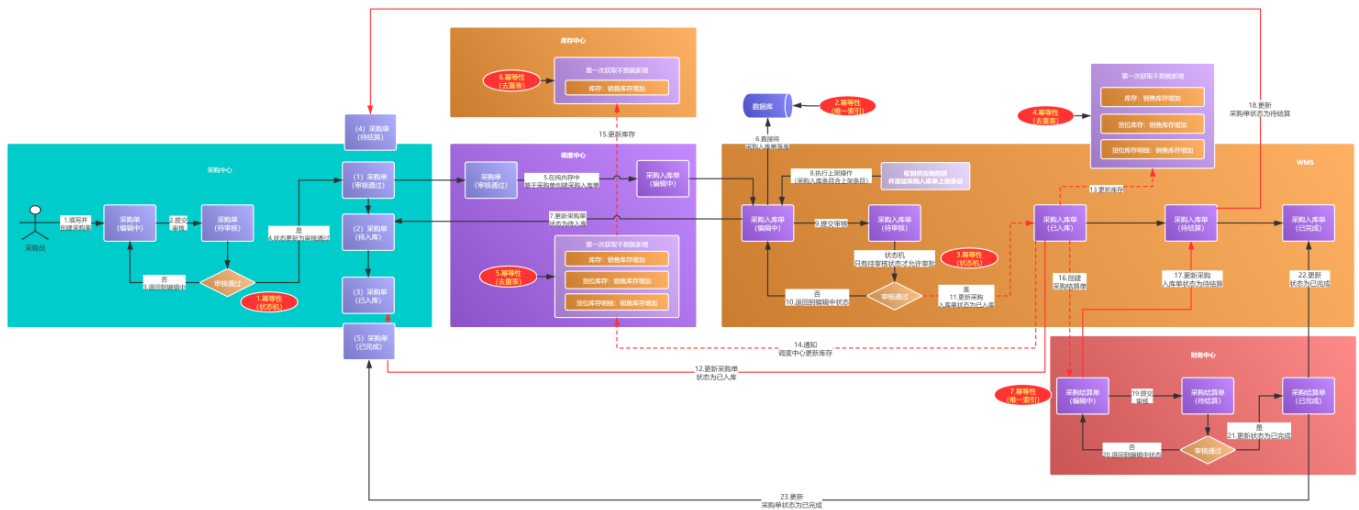 库存中心
第一次获取不到就新增
库存：销售库存增加
6.幂等性
(去重表)
15.更新库存
数据库
2.幂等性
(唯一索引)
6.直接将
第一次获取不到就新增
库存：销售库存增加
货位库存：销售库存增加
货位库存明细：销售库存增加
4.幂等性
(去重表)
18.更新
采购单状态为待结算
(4) 采购单
(待结算)
采购中心
采购员
1.填写并
创建采购单
采购单
(编辑中)
2.提交
审核
采购单
(待审核)
是
4.状态更新为审核通过
否
3.退回到编辑中
审核通过
1.幂等性
(状态机)
(1) 采购单
(审核通过)
(2) 采购单
(待入库)
(3) 采购单
(已入库)
(5) 采购单
(已完成)
调度中心
采购单
(审核通过)
5.在纯内存中
基于采购单创建采购入库单
采购入库单
(编辑中)
7.更新采购单
状态为待入库
第一次获取不到就新增
库存：销售库存增加
货位库存：销售库存增加
货位库存明细：销售库存增加
5.幂等性
(去重表)
WMS
8.执行上架操作
(采购入库条目含上架条目)
并添加采购入库单上架条目
采购入库单
(编辑中)
9.提交审核
采购入库单
(待审核)
状态机
只有待审核状态才允许审批
3.幂等性
(状态机)
否
10.退回到编辑中状态
审核通过
是
11.更新采购
入库单状态为已入库
13.更新库存
采购入库单
(已入库)
采购入库单
(待结算)
采购入库单
(已完成)
16.创建
采购结算单
17.更新采购
入库单状态为待结算
22.更新
状态为已完成
14.通知
调度中心更新库存
12.更新采购单
状态为已入库
财务中心
7.幂等性
(唯一索引)
采购结算单
(编辑中)
19.提交
审核
采购结算单
(待结算)
采购结算单
(已完成)
是
21.更新状态为已完成
否
20.退回到编辑中状态
审核通过
23.更新
采购单状态为已完成